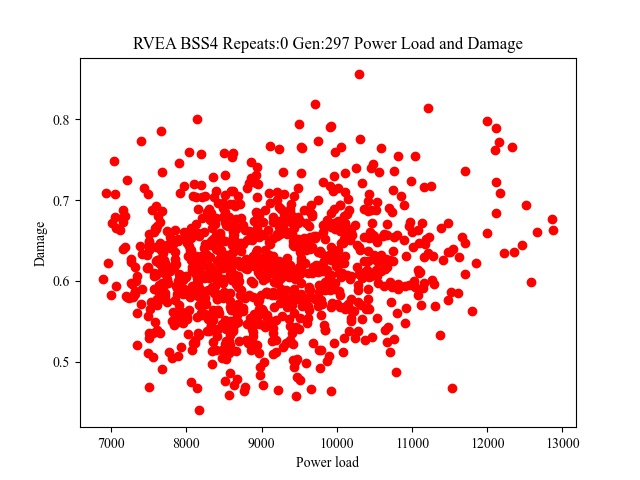 RVEA BSS4 Repeats:0 Gen:297 Power Load and Damage
0.8
0.7
0.6
0.5
Damage
7000 8000 9000 10000 11000 12000 13000
Power load